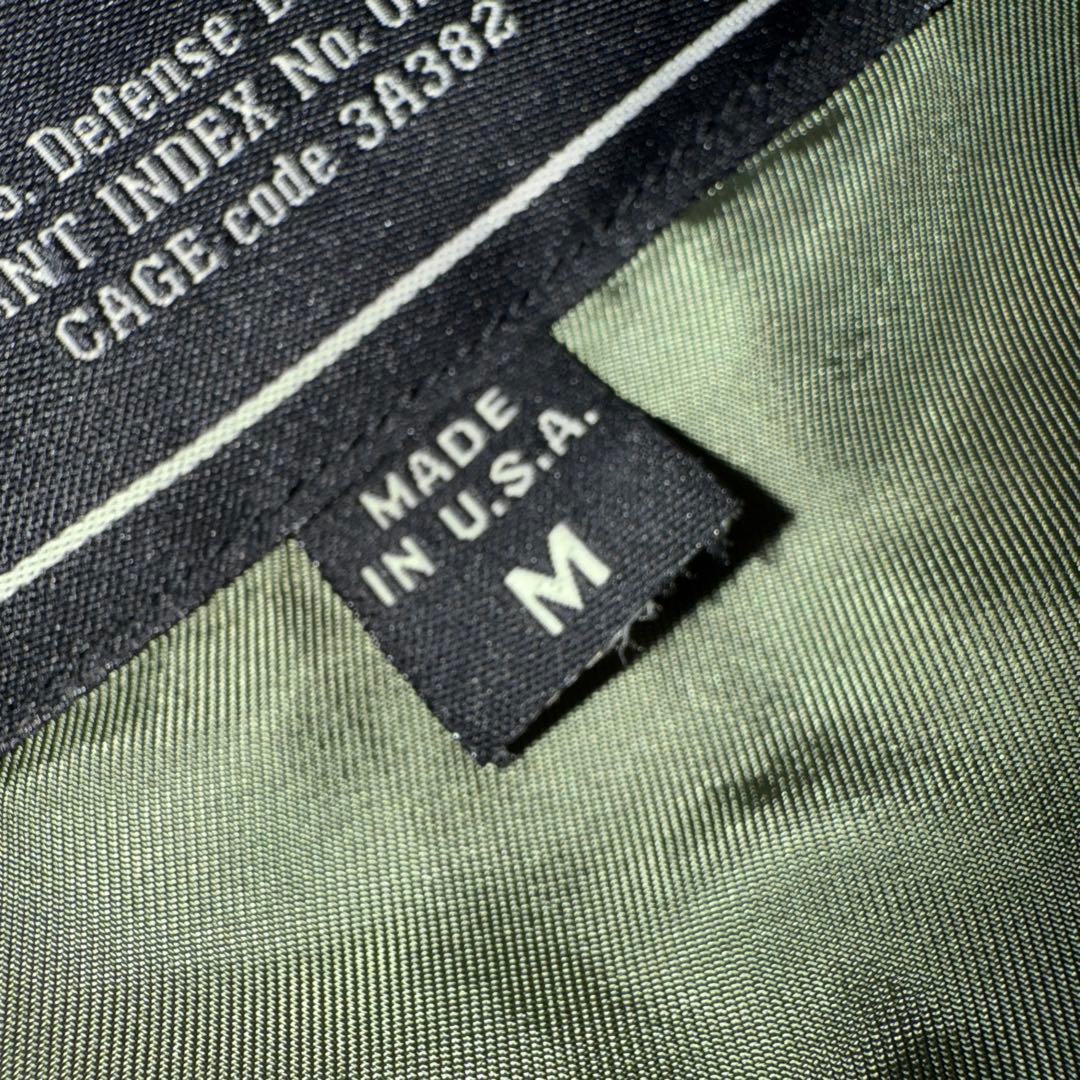 Defense
INDEX No.
CAGE code 3A382
MADE
IN U.S.A.
M